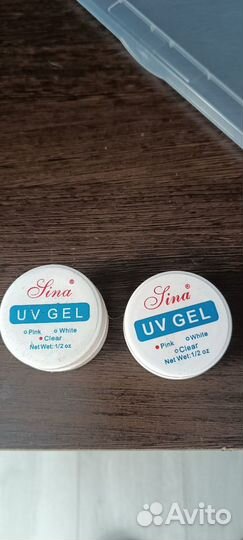 Sina ®
UV GEL
Pink White
Clear
Net Wet: 1/2 oz
Sina ®
UV GEL
Pink White
Clear
Net Wet: 1/2 oz
Avito